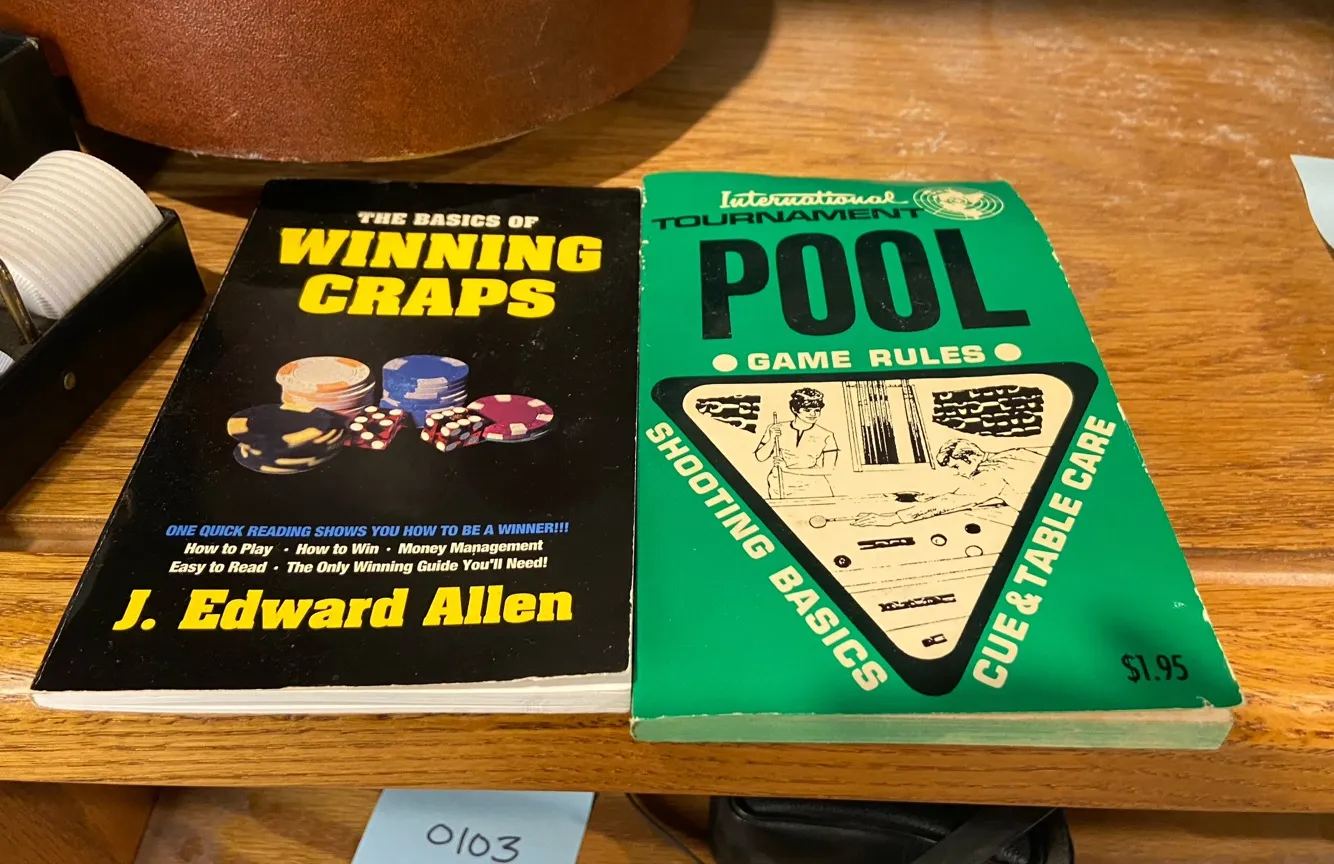 THE BASICS OF
WINNING
CRAPS
ONE QUICK READING SHOWS YOU HOW TO BE A WINNER!!!
How to Play · How to Win · Money Management
Easy to Read · The Only Winning Guide You'll Need!
J. Edward Allen
International
TOURNAMENT
POOL
GAME RULES
SHOOTING BASICS
CUE & TABLE CARE
$1.95
0103